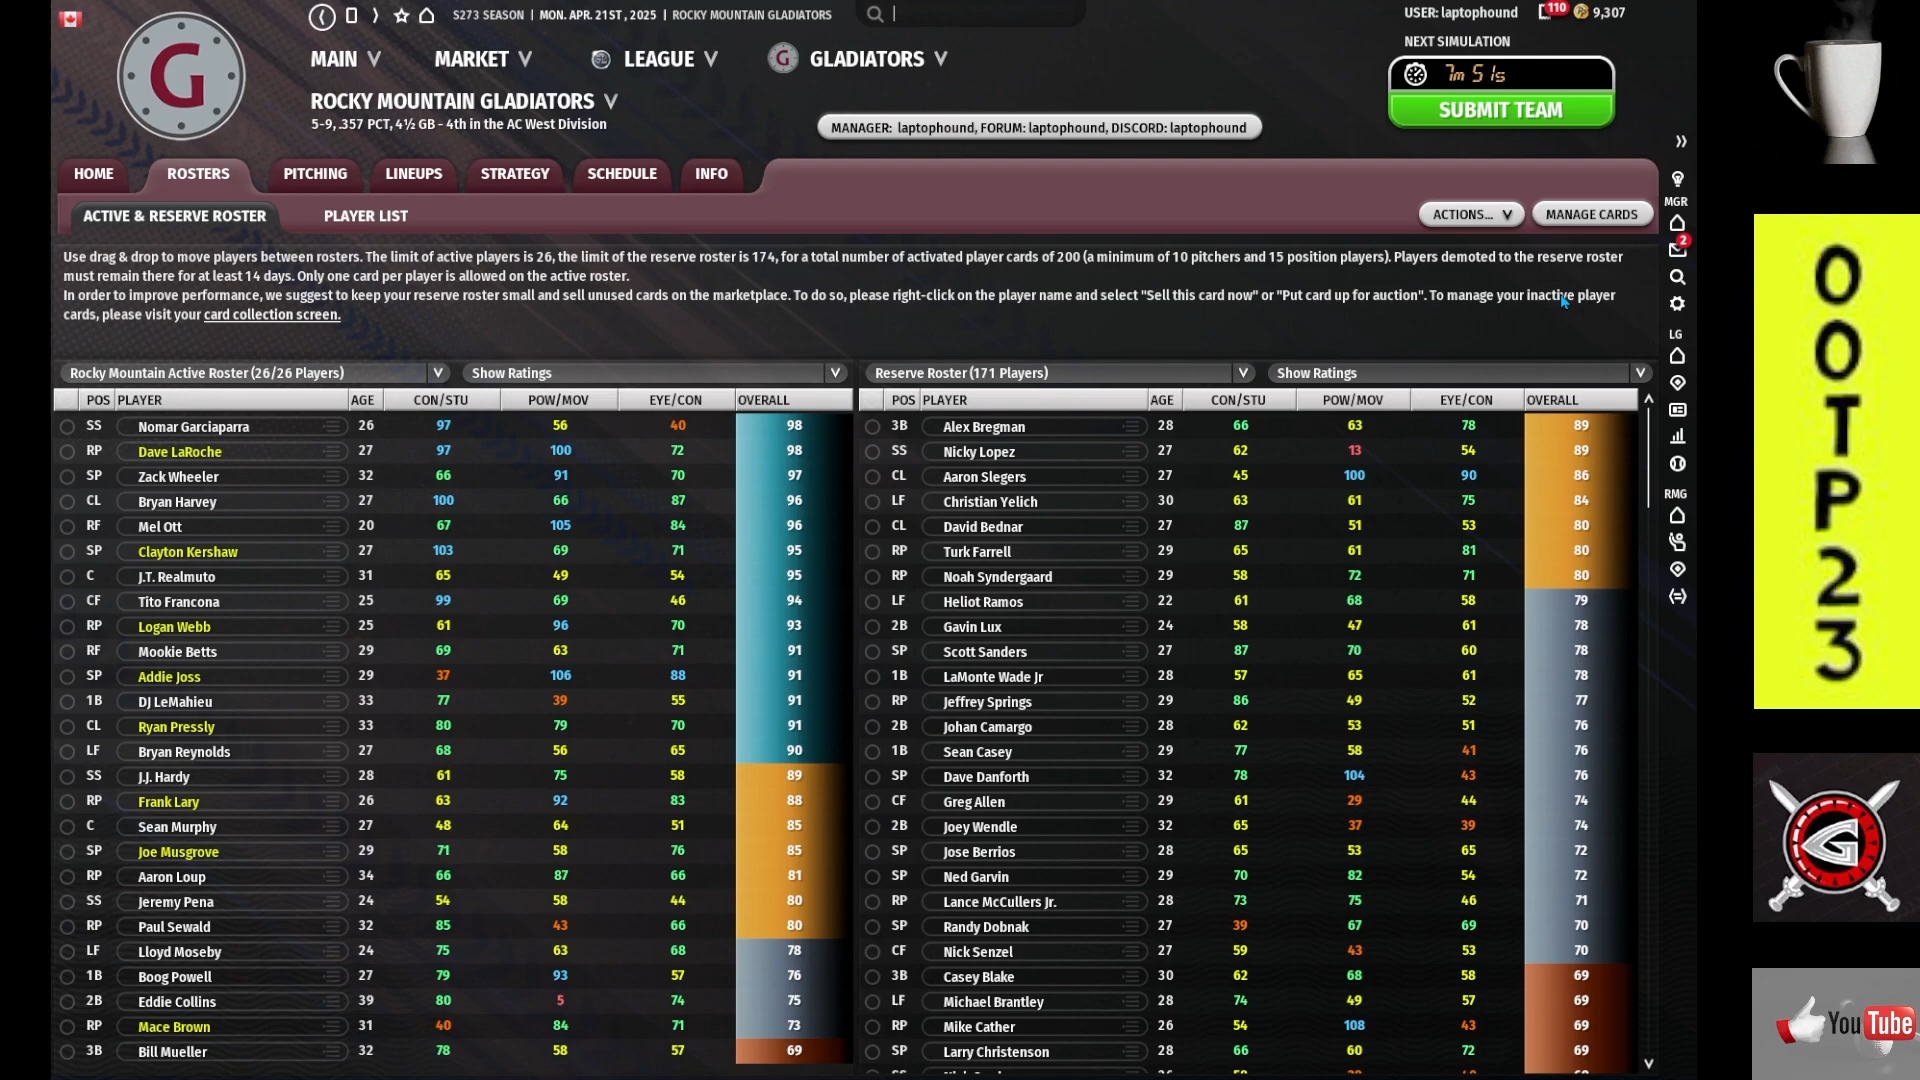 S273 SEASON | MON. APR. 21ST , 2025 | ROCKY MOUNTAIN GLADIATORS
USER: laptophound 110 9,307
NEXT SIMULATION
7m 51s
SUBMIT TEAM
G
MAIN MARKET LEAGUE G GLADIATORS
ROCKY MOUNTAIN GLADIATORS
5-9, .357 PCT, 4½ GB - 4th in the AC West Division
MANAGER: laptophound, FORUM: laptophound, DISCORD: laptophound
HOME ROSTERS PITCHING LINEUPS STRATEGY SCHEDULE INFO
ACTIVE & RESERVE ROSTER PLAYER LIST ACTIONS... MANAGE CARDS
Use drag & drop to move players between rosters. The limit of active players is 26, the limit of the reserve roster is 174, for a total number of activated player cards of 200 (a minimum of 10 pitchers and 15 position players). Players demoted to the reserve roster
must remain there for at least 14 days. Only one card per player is allowed on the active roster.
In order to improve performance, we suggest to keep your reserve roster small and sell unused cards on the marketplace. To do so, please right-click on the player name and select "Sell this card now" or "Put card up for auction". To manage your inactive player
cards, please visit your card collection screen.
Rocky Mountain Active Roster (26/26 Players) Show Ratings
POS PLAYER AGE CON/STU POW/MOV EYE/CON OVERALL
SS Nomar Garciaparra 26 97 56 40 98
RP Dave LaRoche 27 97 100 72 98
SP Zack Wheeler 32 66 91 70 97
CL Bryan Harvey 27 100 66 87 96
RF Mel Ott 20 67 105 84 96
SP Clayton Kershaw 27 103 69 71 95
C J.T. Realmuto 31 65 49 54 95
CF Tito Francona 25 99 69 46 94
RP Logan Webb 25 61 96 70 93
RF Mookie Betts 29 69 63 71 91
SP Addie Joss 29 37 106 88 91
1B DJ LeMahieu 33 77 39 55 91
CL Ryan Pressly 33 80 79 70 91
LF Bryan Reynolds 27 68 56 65 90
SS J.J. Hardy 28 61 75 58 89
RP Frank Lary 26 63 92 83 88
C Sean Murphy 27 48 64 51 85
SP Joe Musgrove 29 71 58 76 85
RP Aaron Loup 34 66 87 66 81
SS Jeremy Pena 24 54 58 44 80
RP Paul Sewald 32 85 43 66 80
LF Lloyd Moseby 24 75 63 68 78
1B Boog Powell 27 79 93 57 76
2B Eddie Collins 39 80 5 74 75
RP Mace Brown 31 40 84 71 73
3B Bill Mueller 32 78 58 57 69
Reserve Roster (171 Players) Show Ratings
POS PLAYER AGE CON/STU POW/MOV EYE/CON OVERALL
3B Alex Bregman 28 66 63 78 89
SS Nicky Lopez 27 62 13 54 89
CL Aaron Slegers 27 45 100 90 86
LF Christian Yelich 30 63 61 75 84
CL David Bednar 27 87 51 53 80
RP Turk Farrell 29 65 61 81 80
RP Noah Syndergaard 29 58 72 71 80
LF Heliot Ramos 22 61 68 58 79
2B Gavin Lux 24 58 47 61 78
SP Scott Sanders 27 87 70 60 78
1B LaMonte Wade Jr 28 57 65 61 78
RP Jeffrey Springs 29 86 49 52 77
2B Johan Camargo 28 62 53 51 76
1B Sean Casey 29 77 58 41 76
SP Dave Danforth 32 78 104 43 76
CF Greg Allen 29 61 29 44 74
2B Joey Wendle 32 65 37 39 74
SP Jose Berrios 28 65 53 65 72
SP Ned Garvin 29 70 82 54 72
RP Lance McCullers Jr. 28 73 75 46 71
SP Randy Dobnak 27 39 67 69 70
CF Nick Senzel 27 59 43 53 70
3B Casey Blake 30 62 68 58 69
LF Michael Brantley 28 74 49 57 69
RP Mike Cather 26 54 108 43 69
SP Larry Christenson 28 66 60 72 69
MGR
2
LG
RMG
OOTP23
G
YouTube